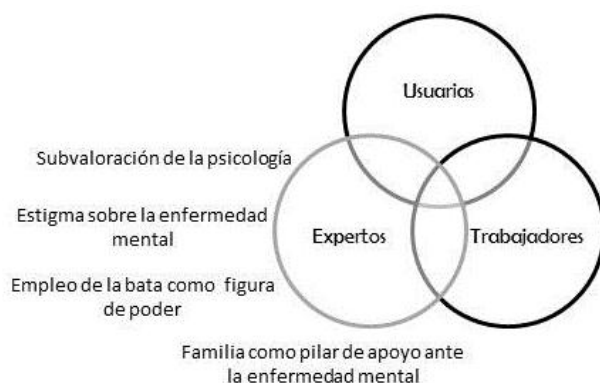 Usuarias
Subvaloración de la psicología
Estigma sobre la enfermedad
mental
Expertos
Trabajadores
Empleo de la bata como figura
de poder
Familia como pilar de apoyo ante
la enfermedad mental